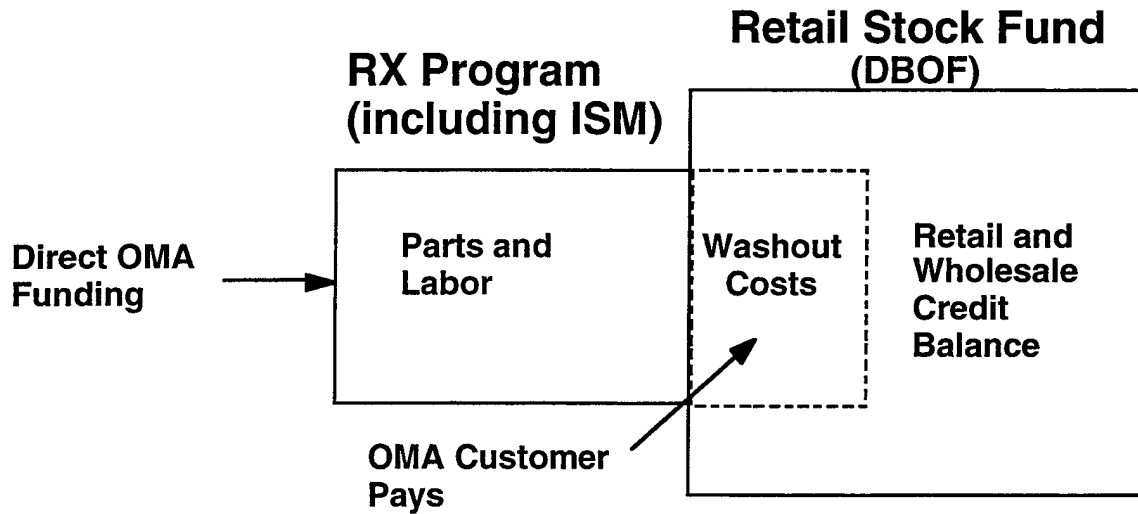 Retail Stock Fund
(DBOF)
RX Program
(including ISM)
Direct OMA
Funding
Parts and
Labor
Washout
Costs
Retail and
Wholesale
Credit
Balance
OMA Customer
Pays